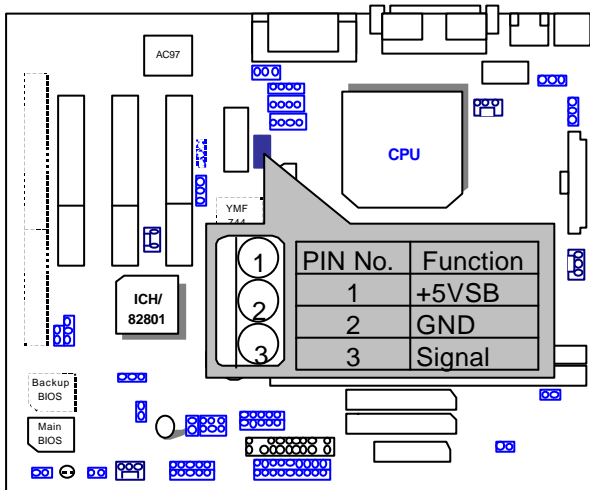 AC97
CPU
YMF
744
1
2
3
PIN No. Function
1 +5VSB
2 GND
3 Signal
ICH/
82801
Backup
BIOS
Main
BIOS